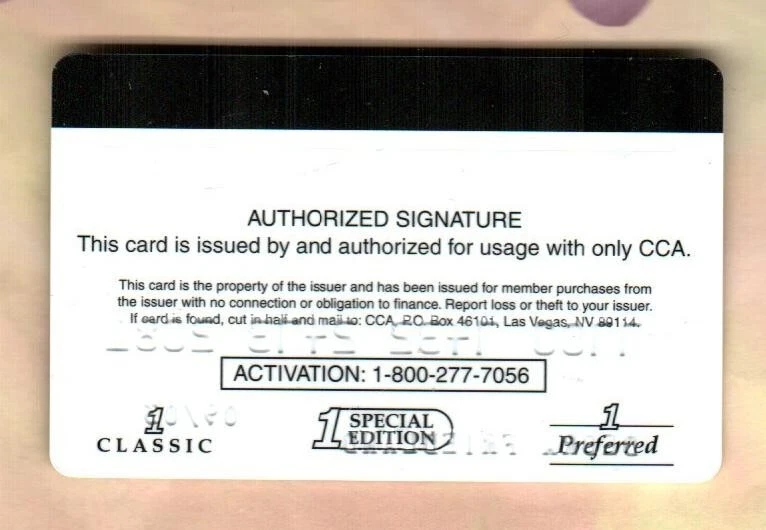 AUTHORIZED SIGNATURE
This card is issued by and authorized for usage with only CCA.
This card is the property of the issuer and has been issued for member purchases from
the issuer with no connection or obligation to finance. Report loss or theft to your issuer.
If card is found, cut in half and mail to: CCA, P.O. Box 46101, Las Vegas, NV 89114.
ACTIVATION: 1-800-277-7056
1
CLASSIC
1 SPECIAL
EDITION
1
Preferred